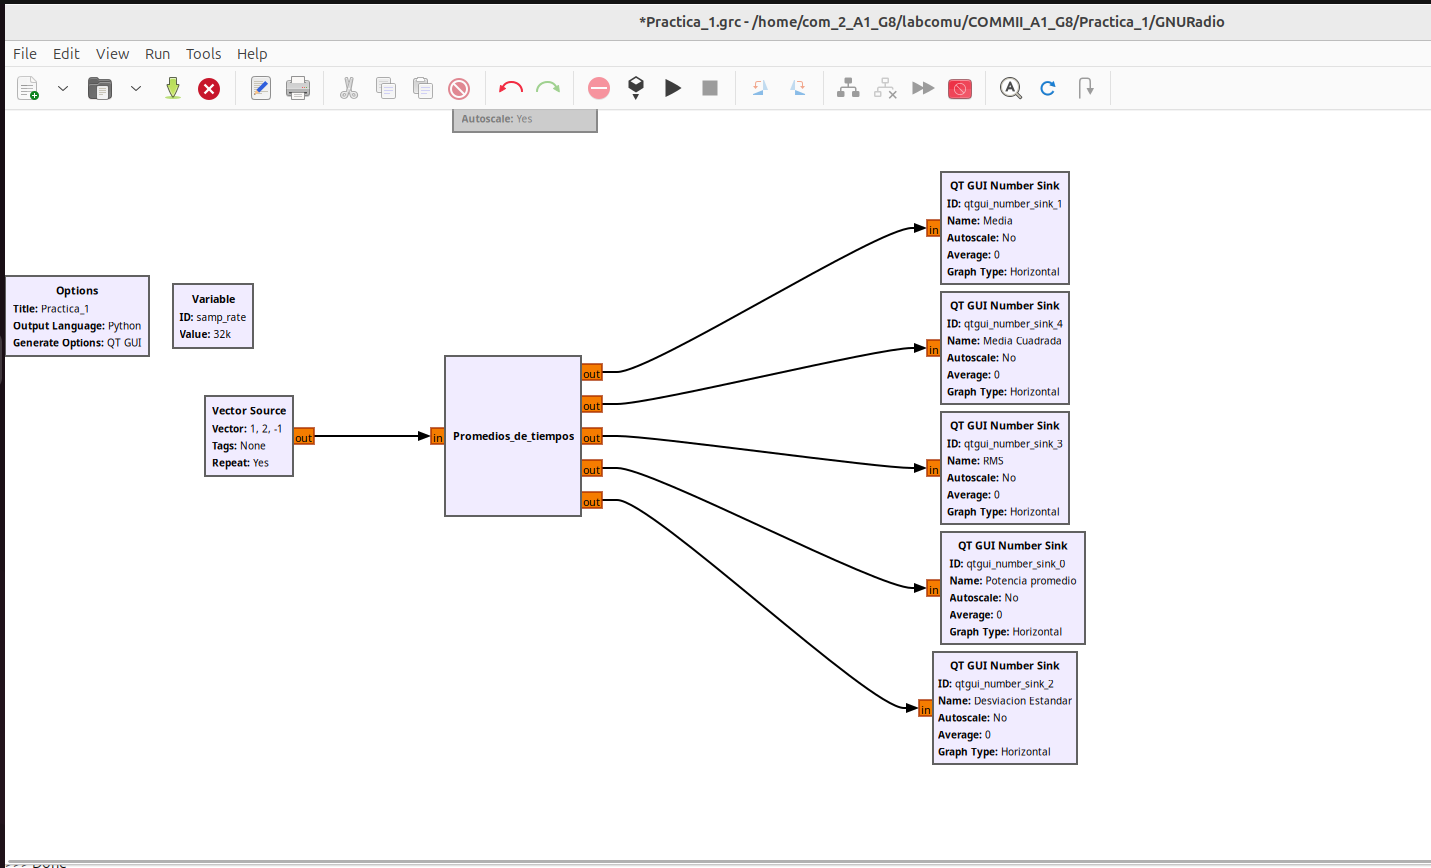 *Practica_1.grc - /home/com_2_A1_G8/labcomu/COMMII_A1_G8/Practica_1/GNURadio
File Edit View Run Tools Help
Autoscale: Yes
Options
Title: Practica_1
Output Language: Python
Generate Options: QT GUI
Variable
ID: samp_rate
Value: 32k
Vector Source
Vector: 1, 2, -1
Tags: None
Repeat: Yes
out
in
Promedios_de_tiempos
out
out
out
out
out
in
QT GUI Number Sink
ID: qtgui_number_sink_1
Name: Media
Autoscale: No
Average: 0
Graph Type: Horizontal
in
QT GUI Number Sink
ID: qtgui_number_sink_4
Name: Media Cuadrada
Autoscale: No
Average: 0
Graph Type: Horizontal
in
QT GUI Number Sink
ID: qtgui_number_sink_3
Name: RMS
Autoscale: No
Average: 0
Graph Type: Horizontal
in
QT GUI Number Sink
ID: qtgui_number_sink_0
Name: Potencia promedio
Autoscale: No
Average: 0
Graph Type: Horizontal
in
QT GUI Number Sink
ID: qtgui_number_sink_2
Name: Desviacion Estandar
Autoscale: No
Average: 0
Graph Type: Horizontal
>>> Done